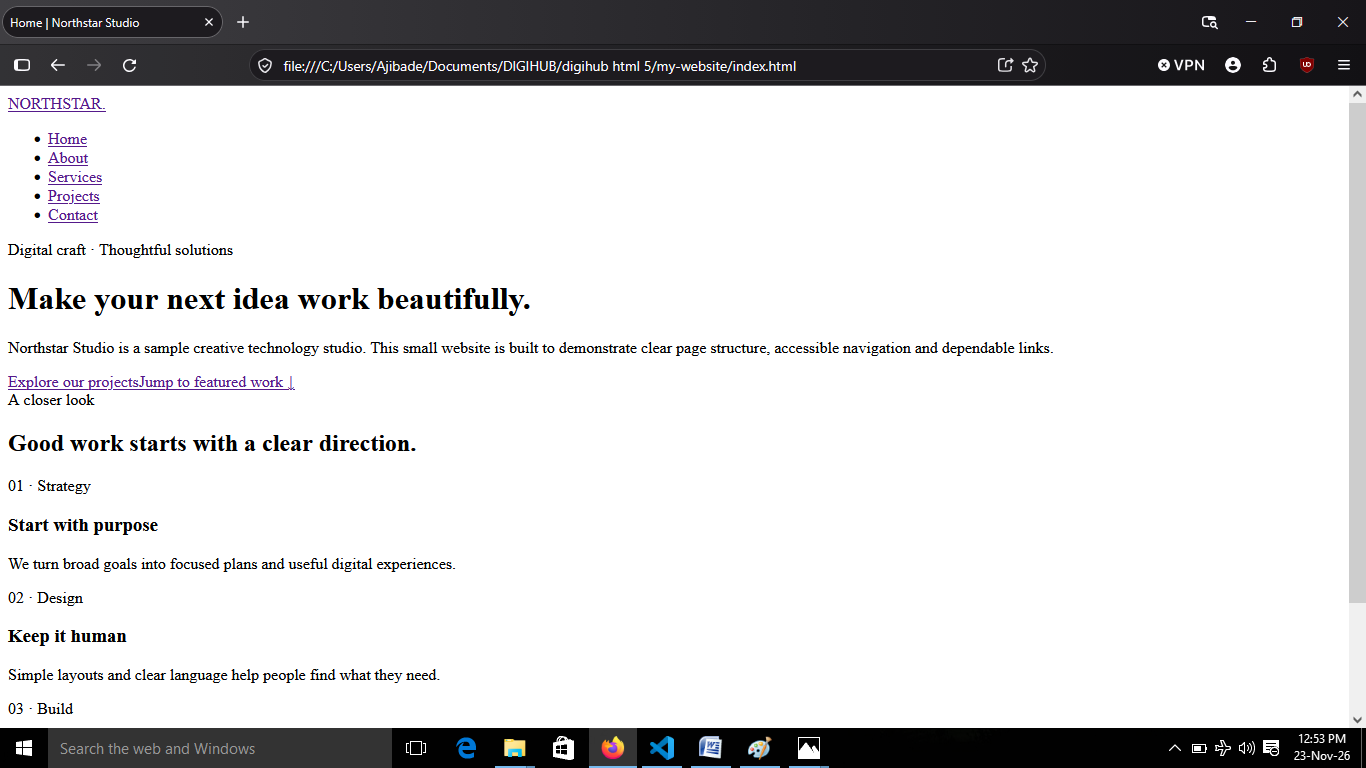 Home | Northstar Studio
file:///C:/Users/Ajibade/Documents/DIGIHUB/digihub html 5/my-website/index.html
VPN
UD
NORTHSTAR.
Home
About
Services
Projects
Contact
Digital craft · Thoughtful solutions
Make your next idea work beautifully.
Northstar Studio is a sample creative technology studio. This small website is built to demonstrate clear page structure, accessible navigation and dependable links.
Explore our projectsJump to featured work ↓
A closer look
Good work starts with a clear direction.
01 · Strategy
Start with purpose
We turn broad goals into focused plans and useful digital experiences.
02 · Design
Keep it human
Simple layouts and clear language help people find what they need.
03 · Build
Search the web and Windows
12:53 PM
23-Nov-26